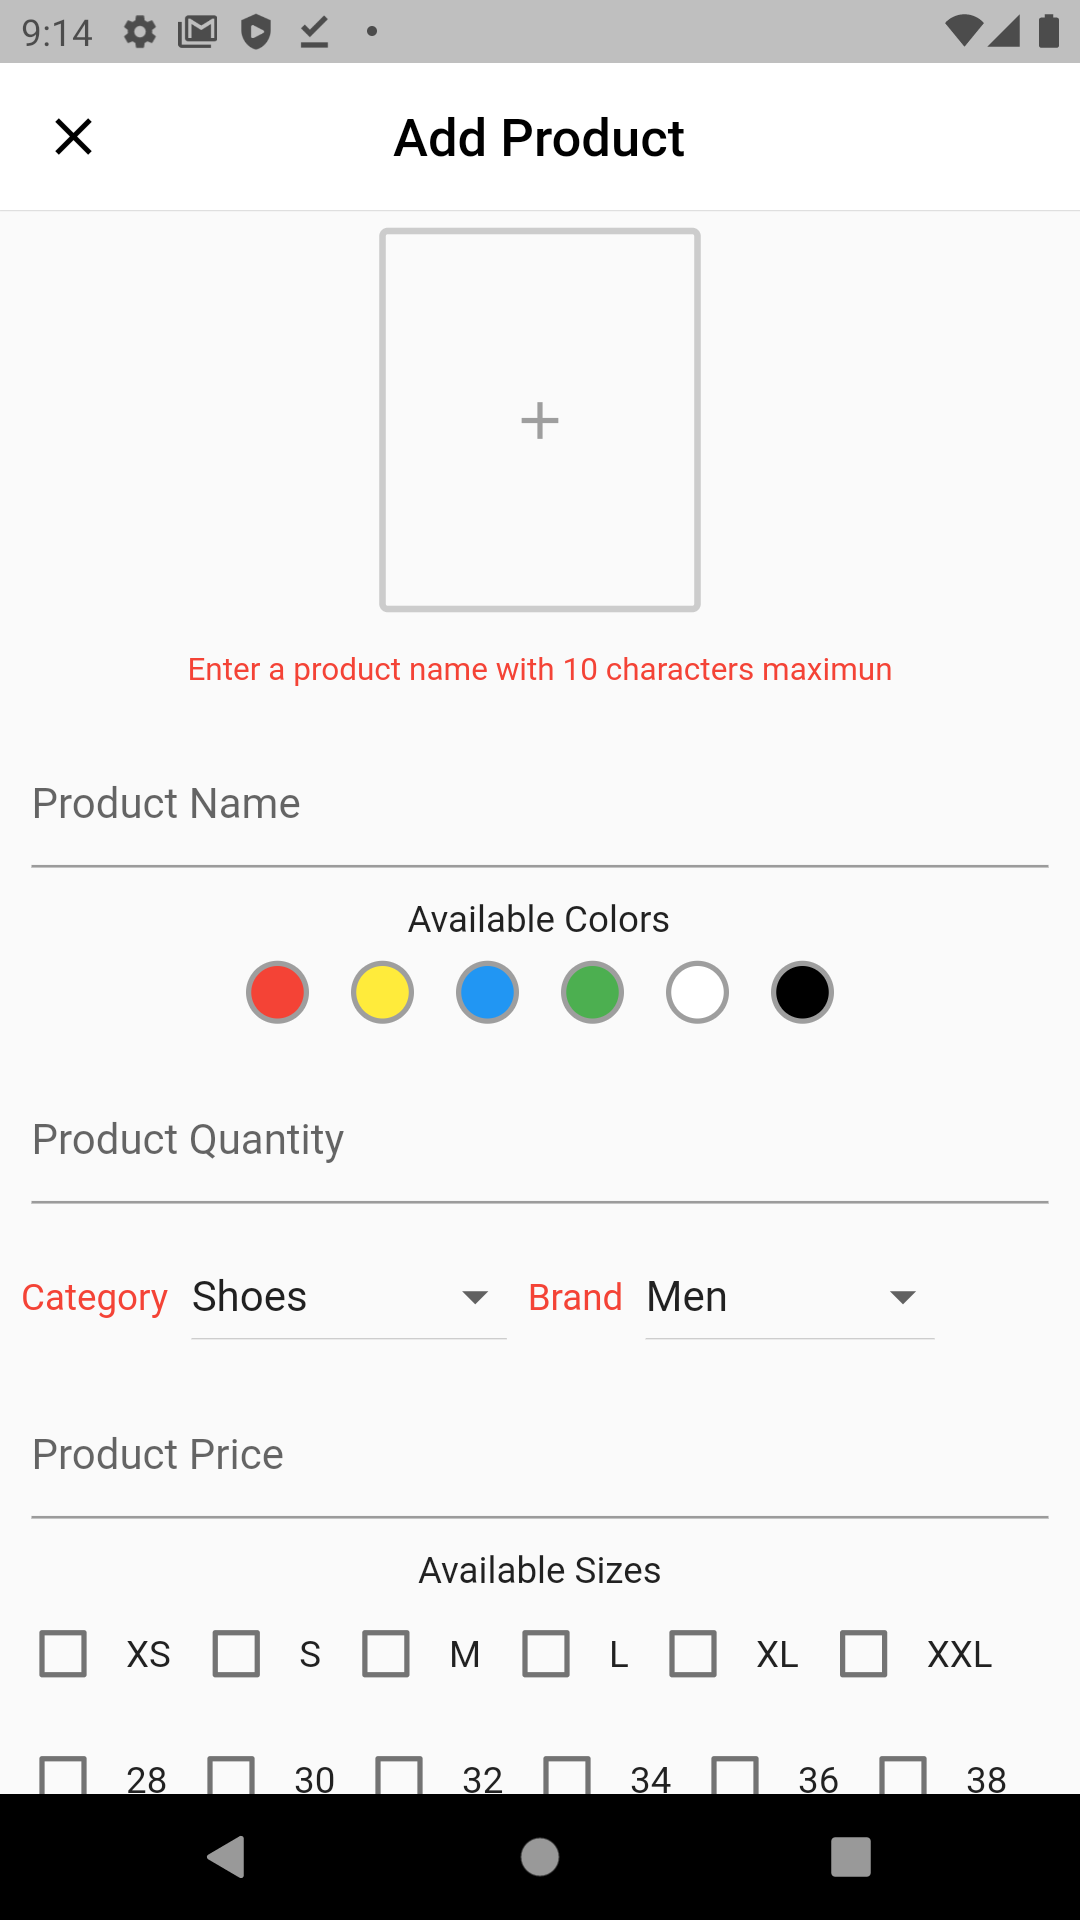 9:14
Add Product
Enter a product name with 10 characters maximun
Product Name
Available Colors
Product Quantity
Category Shoes Brand Men
Product Price
Available Sizes
XS S M L XL XXL
28 30 32 34 36 38